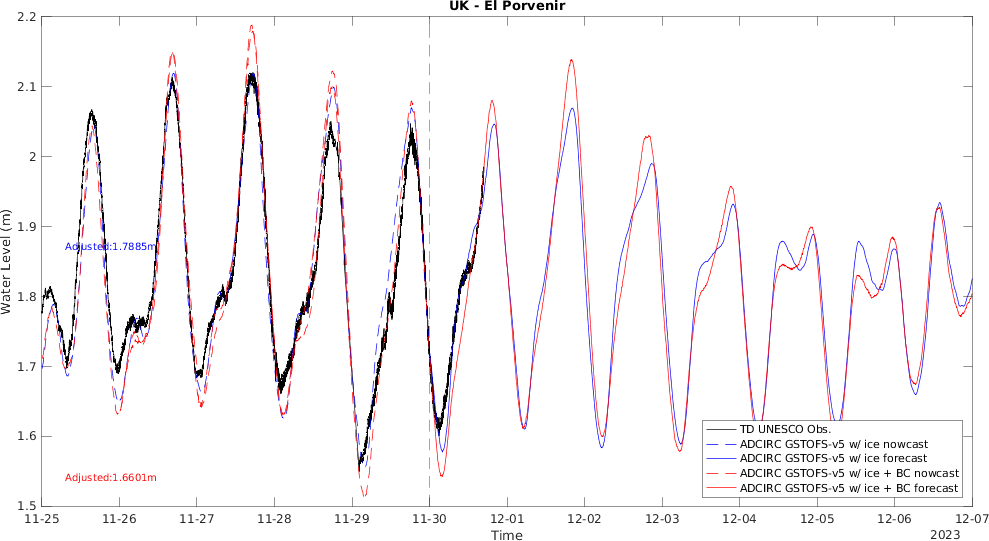 UK - El Porvenir
2.2
2.1
2
1.9
1.8
1.7
1.6
1.5
Water Level (m)
Adjusted:1.7885m
Adjusted:1.6601m
TD UNESCO Obs.
ADCIRC GSTOFS-v5 w/ ice nowcast
ADCIRC GSTOFS-v5 w/ ice forecast
ADCIRC GSTOFS-v5 w/ ice + BC nowcast
ADCIRC GSTOFS-v5 w/ ice + BC forecast
11-25 11-26 11-27 11-28 11-29 11-30 12-01 12-02 12-03 12-04 12-05 12-06 12-07
Time
2023